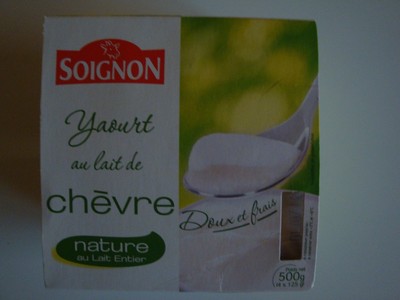 SOIGNON
Yaourt
au lait de
chèvre
nature
au Lait Entier
Doux et frais
500g